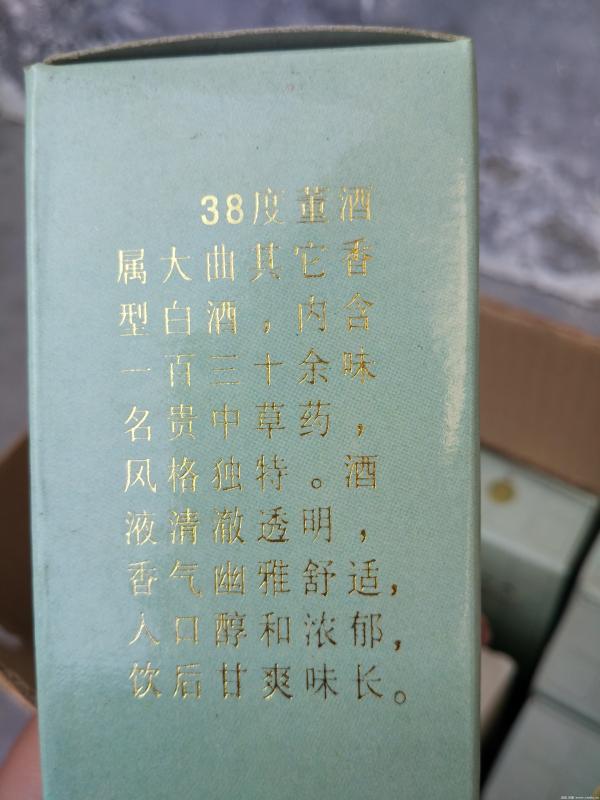 38度董酒
属大曲其它香
型白酒，内含
一百三十余味
名贵中草药，
风格独特。酒
液清澈透明，
香气幽雅舒适，
入口醇和浓郁，
饮后甘爽味长。